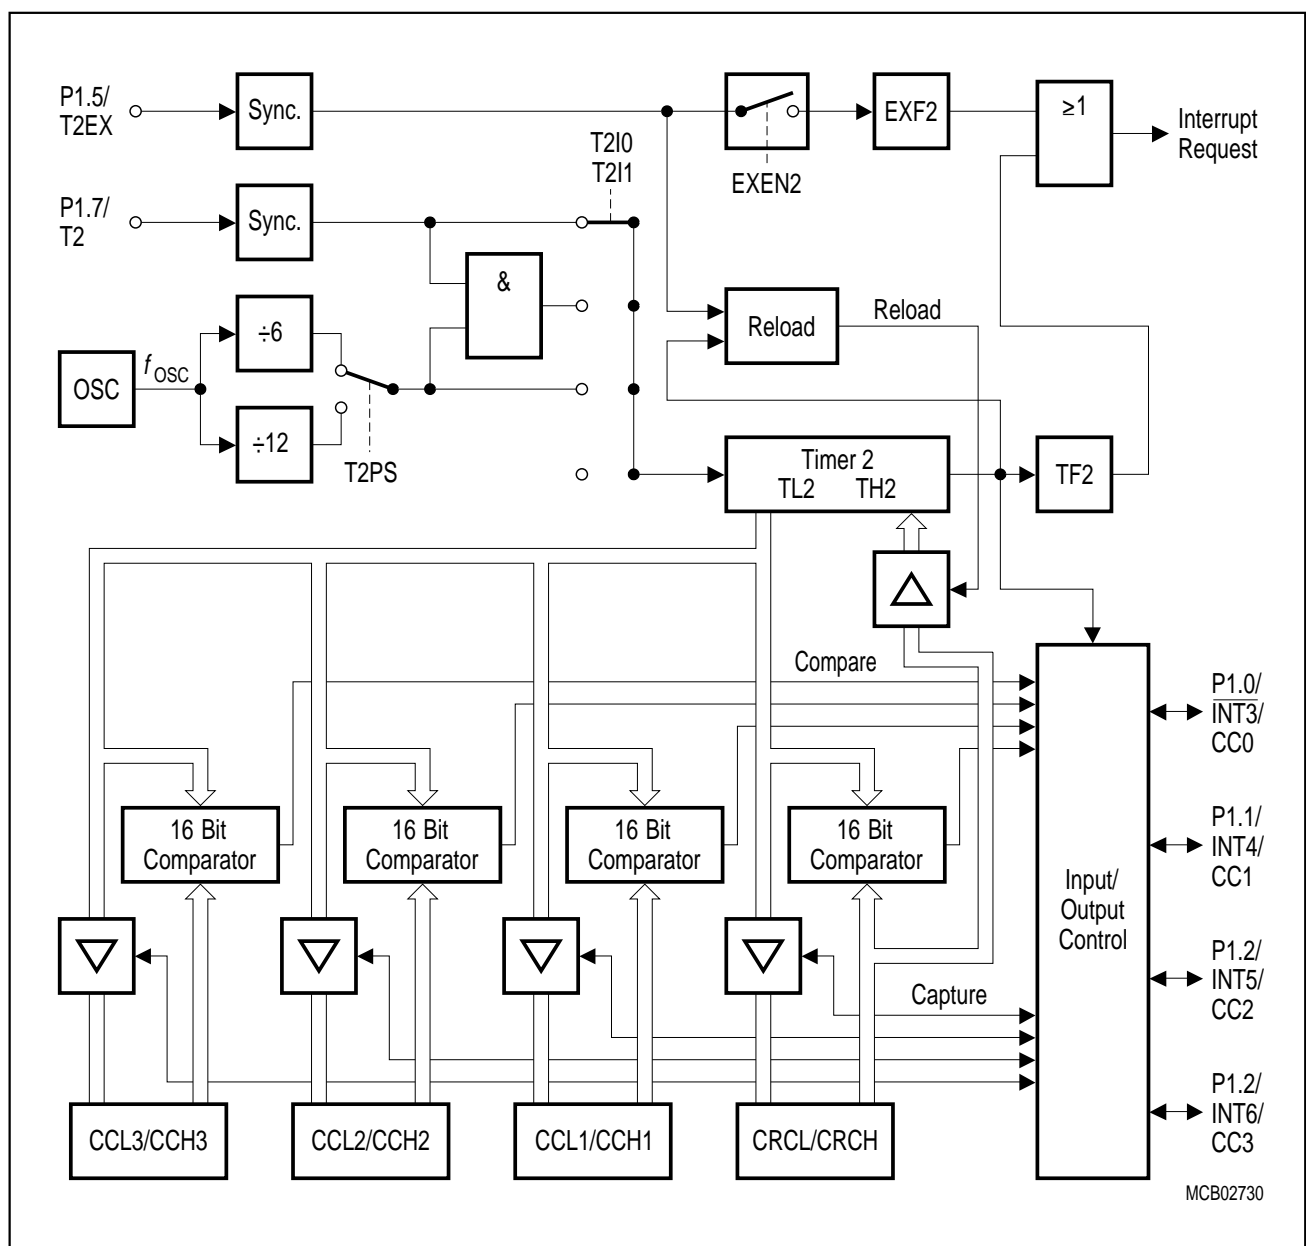 P1.5/
T2EX
Sync.
EXEN2
EXF2
≥1
Interrupt
Request
T2I0
T2I1
P1.7/
T2
Sync.
&
÷6
OSC
f OSC
÷12
T2PS
Reload
Reload
Timer 2
TL2 TH2
TF2
Compare
16 Bit
Comparator
16 Bit
Comparator
16 Bit
Comparator
16 Bit
Comparator
Capture
CCL3/CCH3
CCL2/CCH2
CCL1/CCH1
CRCL/CRCH
Input/
Output
Control
P1.0/
INT3/
CC0
P1.1/
INT4/
CC1
P1.2/
INT5/
CC2
P1.2/
INT6/
CC3
MCB02730